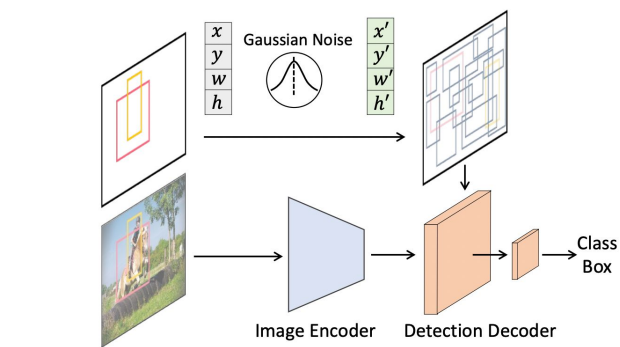 x
y
w
h
Gaussian Noise
x′
y′
w′
h′
Image Encoder
Detection Decoder
Class
Box